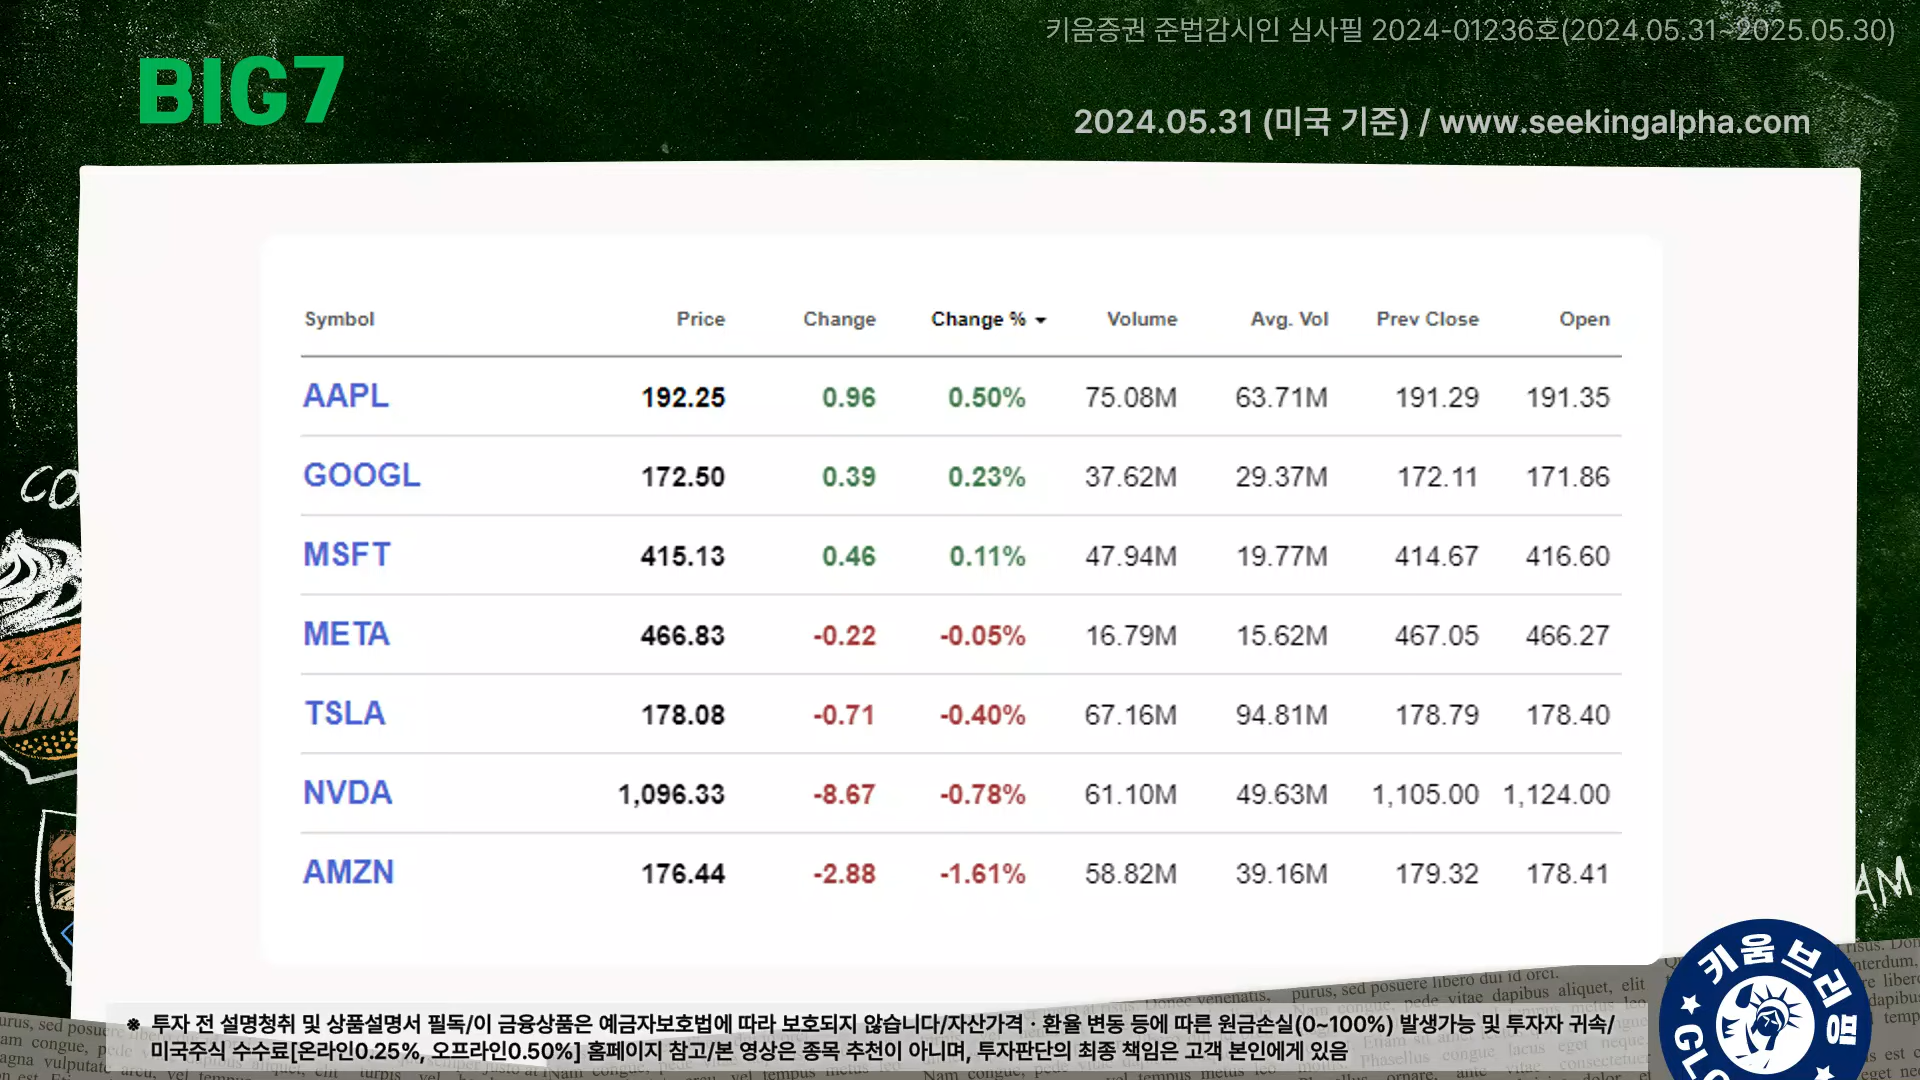 키움증권 준법감시인 심사필 2024-01236호(2024.05.31~2025.05.30)
BIG7
2024.05.31 (미국 기준) / www.seekingalpha.com
Symbol Price Change Change % Volume Avg. Vol Prev Close Open
AAPL 192.25 0.96 0.50% 75.08M 63.71M 191.29 191.35
GOOGL 172.50 0.39 0.23% 37.62M 29.37M 172.11 171.86
MSFT 415.13 0.46 0.11% 47.94M 19.77M 414.67 416.60
META 466.83 -0.22 -0.05% 16.79M 15.62M 467.05 466.27
TSLA 178.08 -0.71 -0.40% 67.16M 94.81M 178.79 178.40
NVDA 1,096.33 -8.67 -0.78% 61.10M 49.63M 1,105.00 1,124.00
AMZN 176.44 -2.88 -1.61% 58.82M 39.16M 179.32 178.41
CO
AM
키움 브리핑
GLO
purus, sed posuere libero dui id orci.
vitae dapibus aliquet, elit
※ 투자 전 설명청취 및 상품설명서 필독/이 금융상품은 예금자보호법에 따라 보호되지 않습니다/자산가격 · 환율 변동 등에 따른 원금손실(0~100%) 발생가능 및 투자자 귀속/
미국주식 수수료[온라인0.25%, 오프라인0.50%] 홈페이지 참고/본 영상은 종목 추천이 아니며, 투자판단의 최종 책임은 고객 본인에게 있음